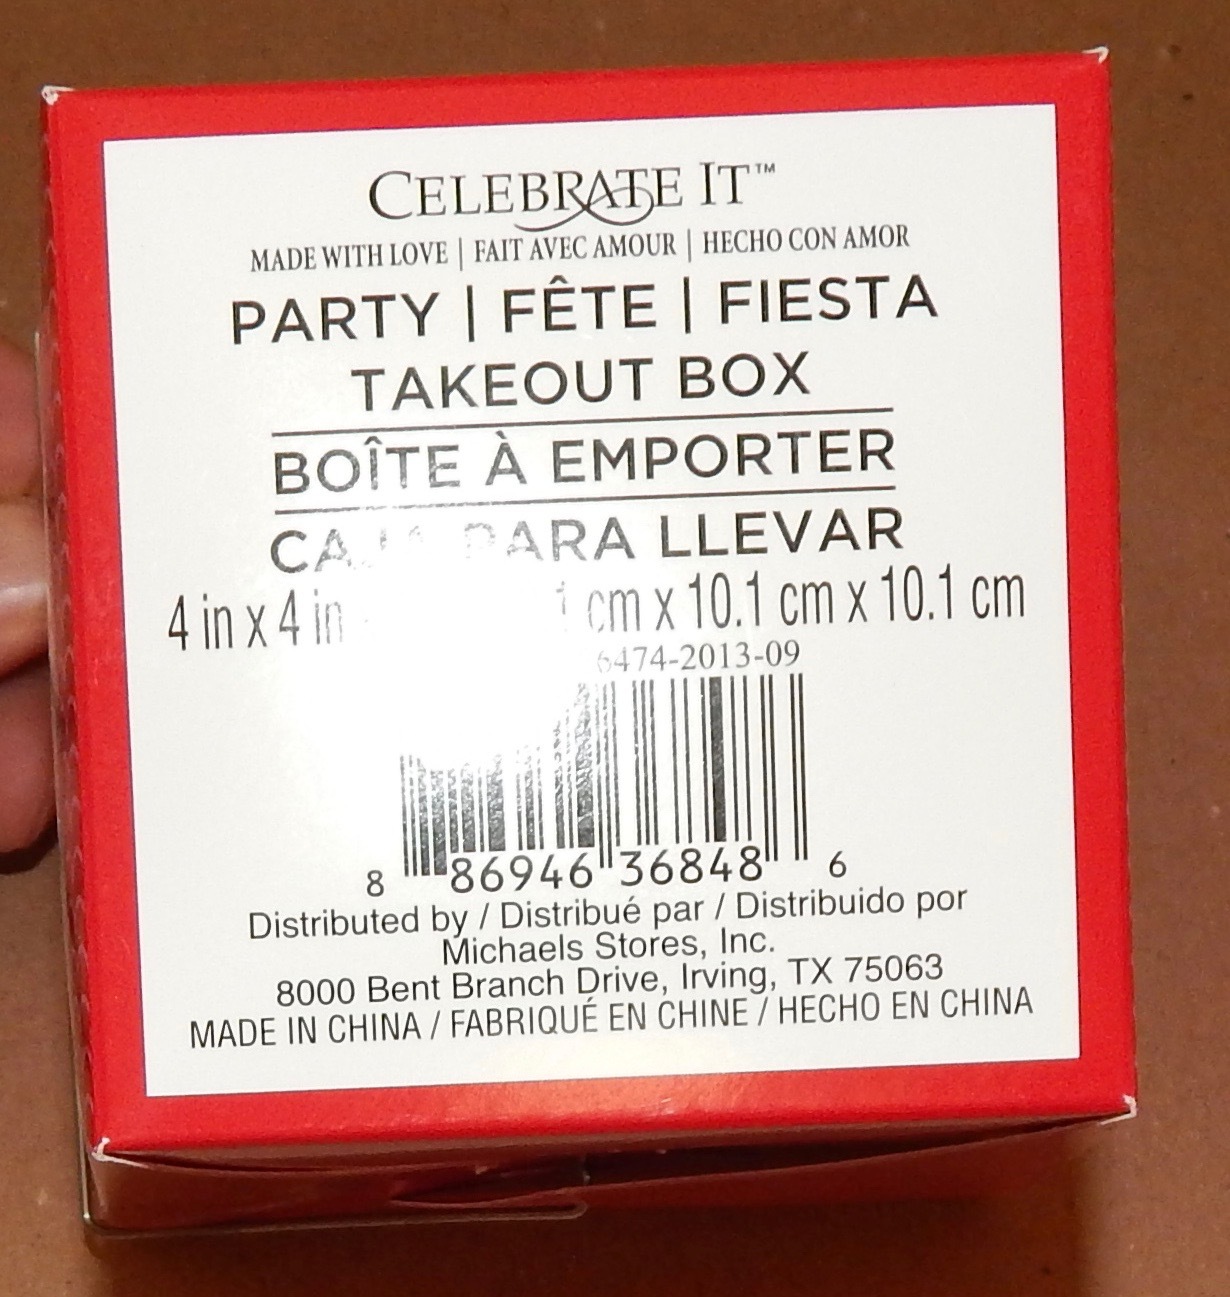 CELEBRATE IT™
MADE WITH LOVE | FAIT AVEC AMOUR | HECHO CON AMOR
PARTY | FÊTE | FIESTA
TAKEOUT BOX
BOÎTE À EMPORTER
PARA LLEVAR
4 in x 4 in cm x 10.1 cm x 10.1 cm
6474-2013-09
8 86946 36848 6
Distributed by / Distribué par / Distribuido por
Michaels Stores, Inc.
8000 Bent Branch Drive, Irving, TX 75063
MADE IN CHINA / FABRIQUÉ EN CHINE / HECHO EN CHINA